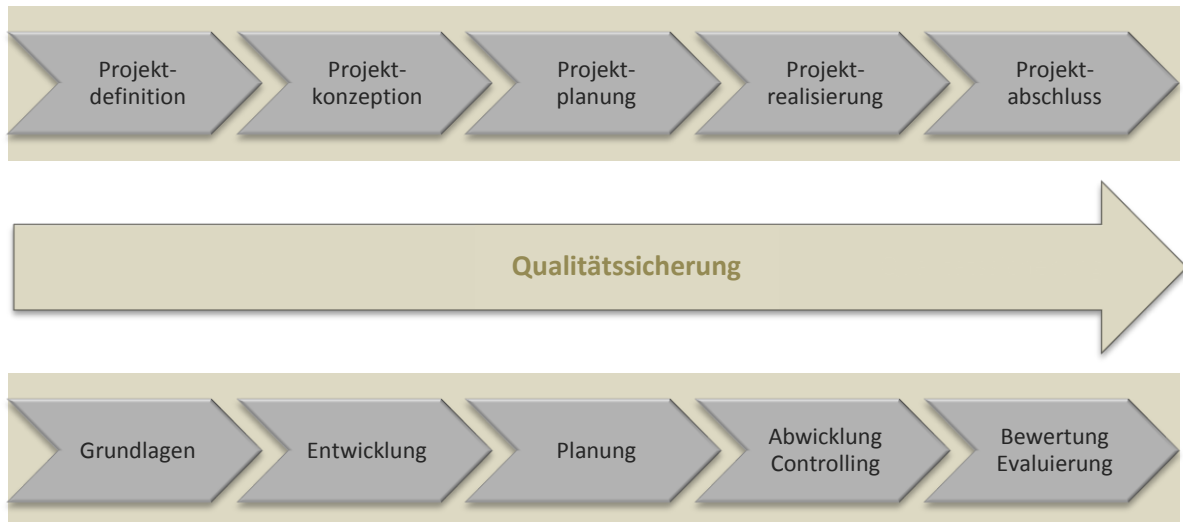 Projekt-
definition
Projekt-
konzeption
Projekt-
planung
Projekt-
realisierung
Projekt-
abschluss
Qualitätssicherung
Grundlagen
Entwicklung
Planung
Abwicklung
Controlling
Bewertung
Evaluierung